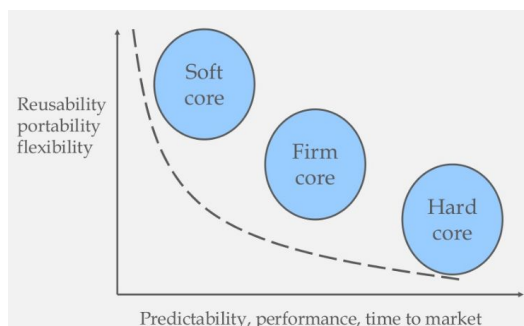 Soft
core
Reusability
portability
flexibility
Firm
core
Hard
core
Predictability, performance, time to market